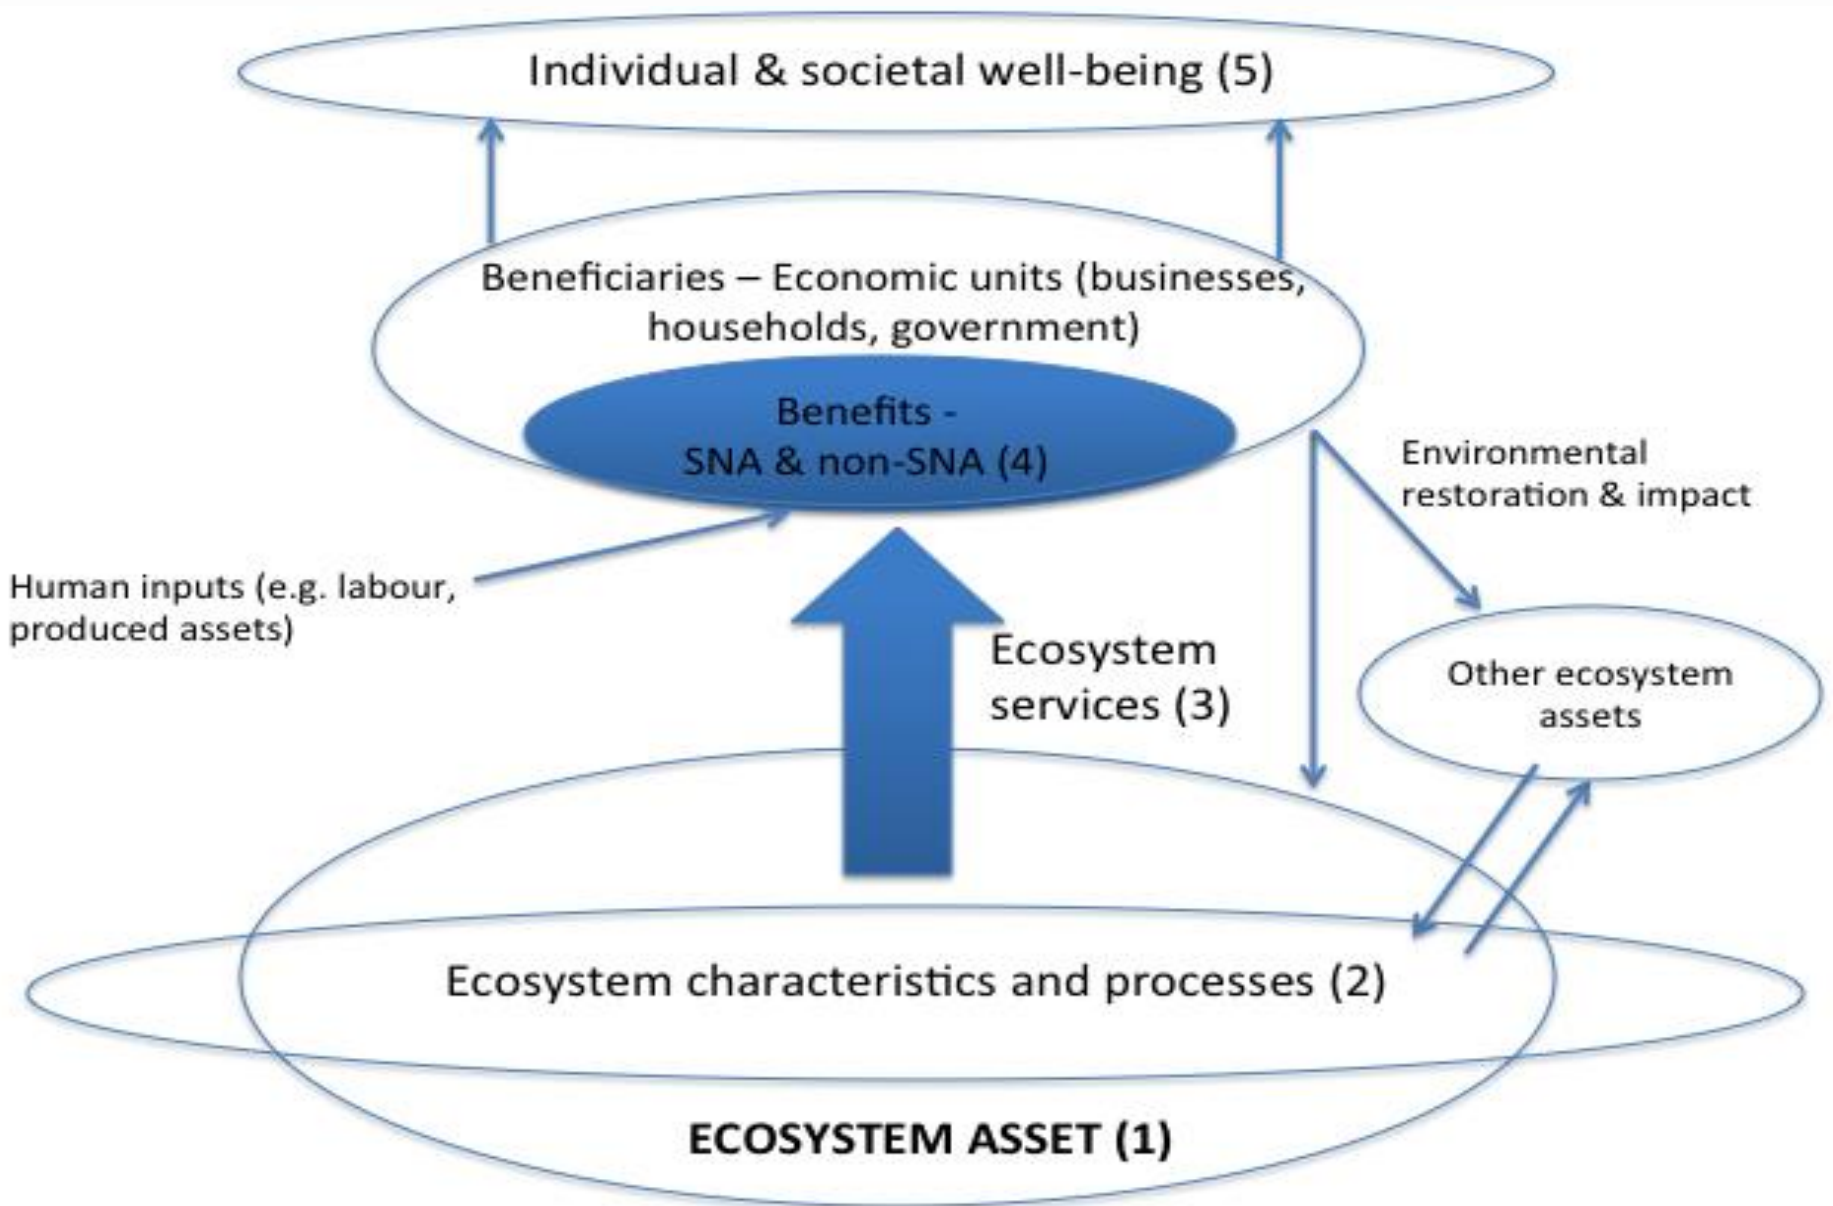 Individual & societal well-being (5)
Beneficiaries – Economic units (businesses,
households, government)
Benefits -
SNA & non-SNA (4)
Environmental
restoration & impact
Human inputs (e.g. labour,
produced assets)
Ecosystem
services (3)
Other ecosystem
assets
Ecosystem characteristics and processes (2)
ECOSYSTEM ASSET (1)